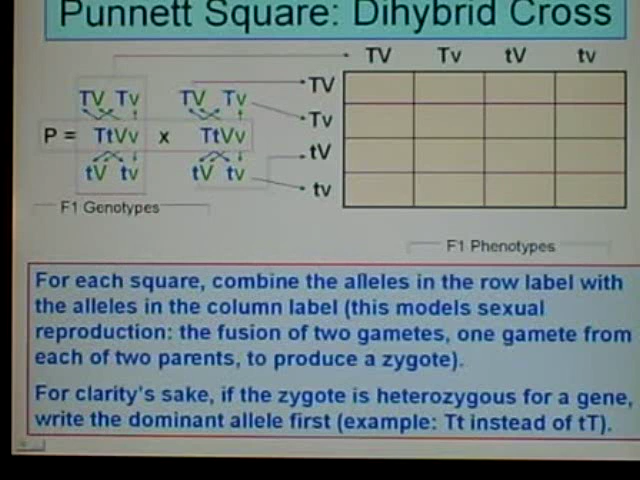 Punnett Square: Dihybrid Cross
TV Tv tV tv
TV
Tv
tV
tv
TV Tv TV Tv
P = TtVv x TtVv
tV tv tV tv
F1 Genotypes
F1 Phenotypes
For each square, combine the alleles in the row label with
the alleles in the column label (this models sexual
reproduction: the fusion of two gametes, one gamete from
each of two parents, to produce a zygote).
For clarity's sake, if the zygote is heterozygous for a gene,
write the dominant allele first (example: Tt instead of tT).